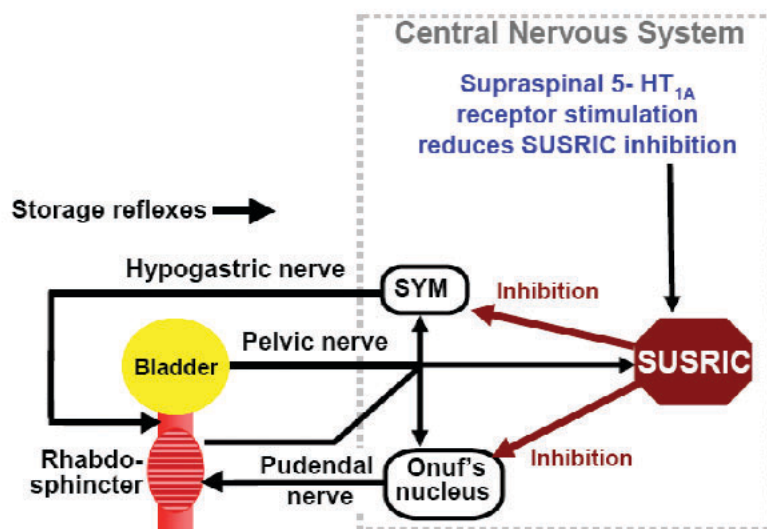 Central Nervous System
Supraspinal 5- HT1A
receptor stimulation
reduces SUSRIC inhibition
Storage reflexes
Hypogastric nerve
SYM
Inhibition
Bladder
Pelvic nerve
SUSRIC
Rhabdo-
sphincter
Pudendal
nerve
Onuf's
nucleus
Inhibition